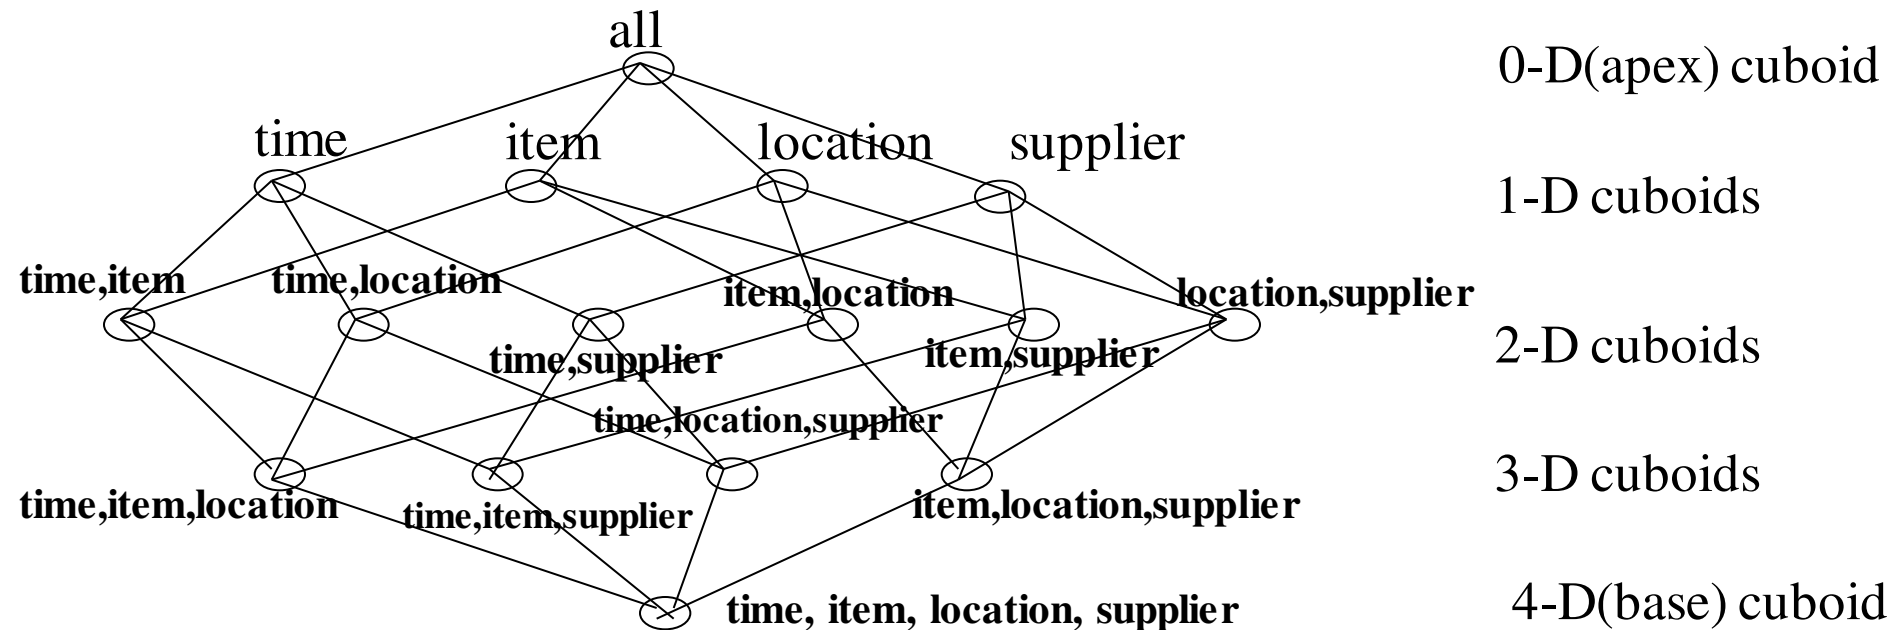 all
0-D(apex) cuboid
time
item
location
supplier
1-D cuboids
time,item
time,location
item,location
location,supplier
time,supplier
item,supplier
2-D cuboids
time,location,supplier
3-D cuboids
time,item,location
time,item,supplier
item,location,supplier
time, item, location, supplier
4-D(base) cuboid